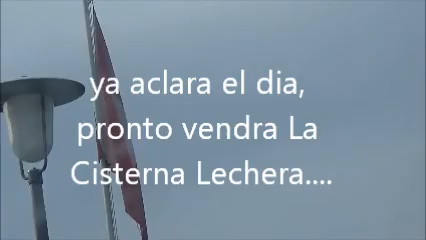 ya aclara el dia,
pronto vendra La
Cisterna Lechera....